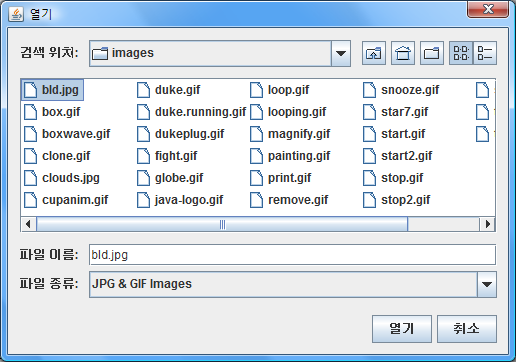 열기
검색 위치: images
bld.jpg duke.gif loop.gif snooze.gif
box.gif duke.running.gif looping.gif star7.gif
boxwave.gif dukeplug.gif magnify.gif start.gif
clone.gif fight.gif painting.gif start2.gif
clouds.jpg globe.gif print.gif stop.gif
cupanim.gif java-logo.gif remove.gif stop2.gif
파일 이름: bld.jpg
파일 종류: JPG & GIF Images
열기 취소